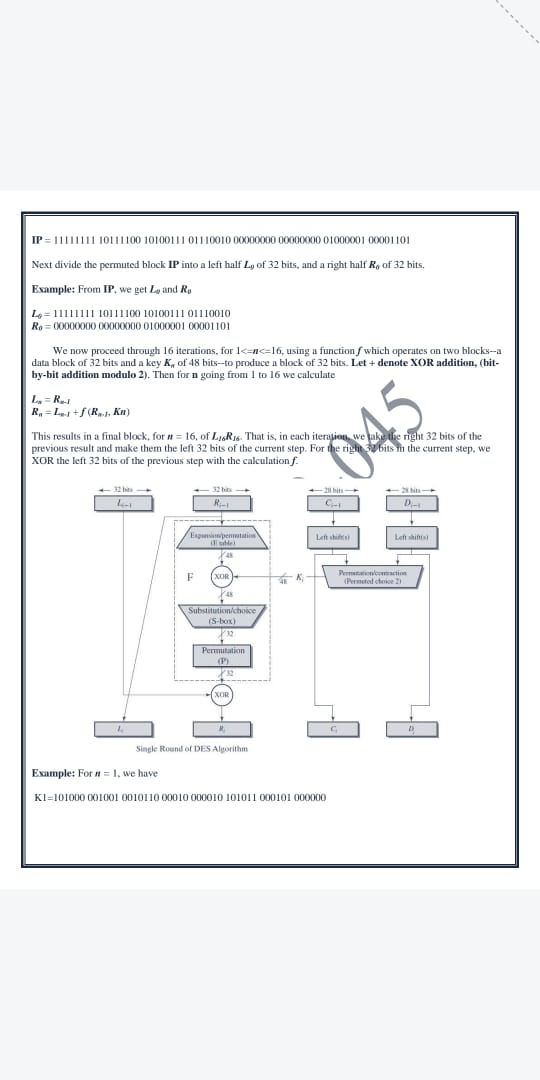 IP = 11111111 10111100 10100111 01110010 00000000 00000000 01000001 00001101
Next divide the permuted block IP into a left half L0 of 32 bits, and a right half R0 of 32 bits.
Example: From IP, we get L0 and R0
L0 = 11111111 10111100 10100111 01110010
R0 = 00000000 00000000 01000001 00001101
We now proceed through 16 iterations, for 1<=n<=16, using a function f which operates on two blocks--a
data block of 32 bits and a key Kn of 48 bits--to produce a block of 32 bits. Let + denote XOR addition, (bit-
by-bit addition modulo 2). Then for n going from 1 to 16 we calculate
Ln = Rn-1
Rn = Ln-1 + f (Rn-1, Kn)
This results in a final block, for n = 16, of L16R16. That is, in each iteration, we take the right 32 bits of the
previous result and make them the left 32 bits of the current step. For the right 32 bits in the current step, we
XOR the left 32 bits of the previous step with the calculation f.
045
32 bits 32 bits 28 bits 28 bits
Li−1 Ri−1 Ci−1 Di−1
Expansion/permutation
(E table)
Left shift(s) Left shift(s)
48
F XOR 48 Ki
Permutation/contraction
(Permuted choice 2)
48
Substitution/choice
(S-box)
32
Permutation
(P)
32
XOR
Li Ri Ci Di
Single Round of DES Algorithm
Example: For n = 1, we have
K1=101000 001001 0010110 00010 000010 101011 000101 000000